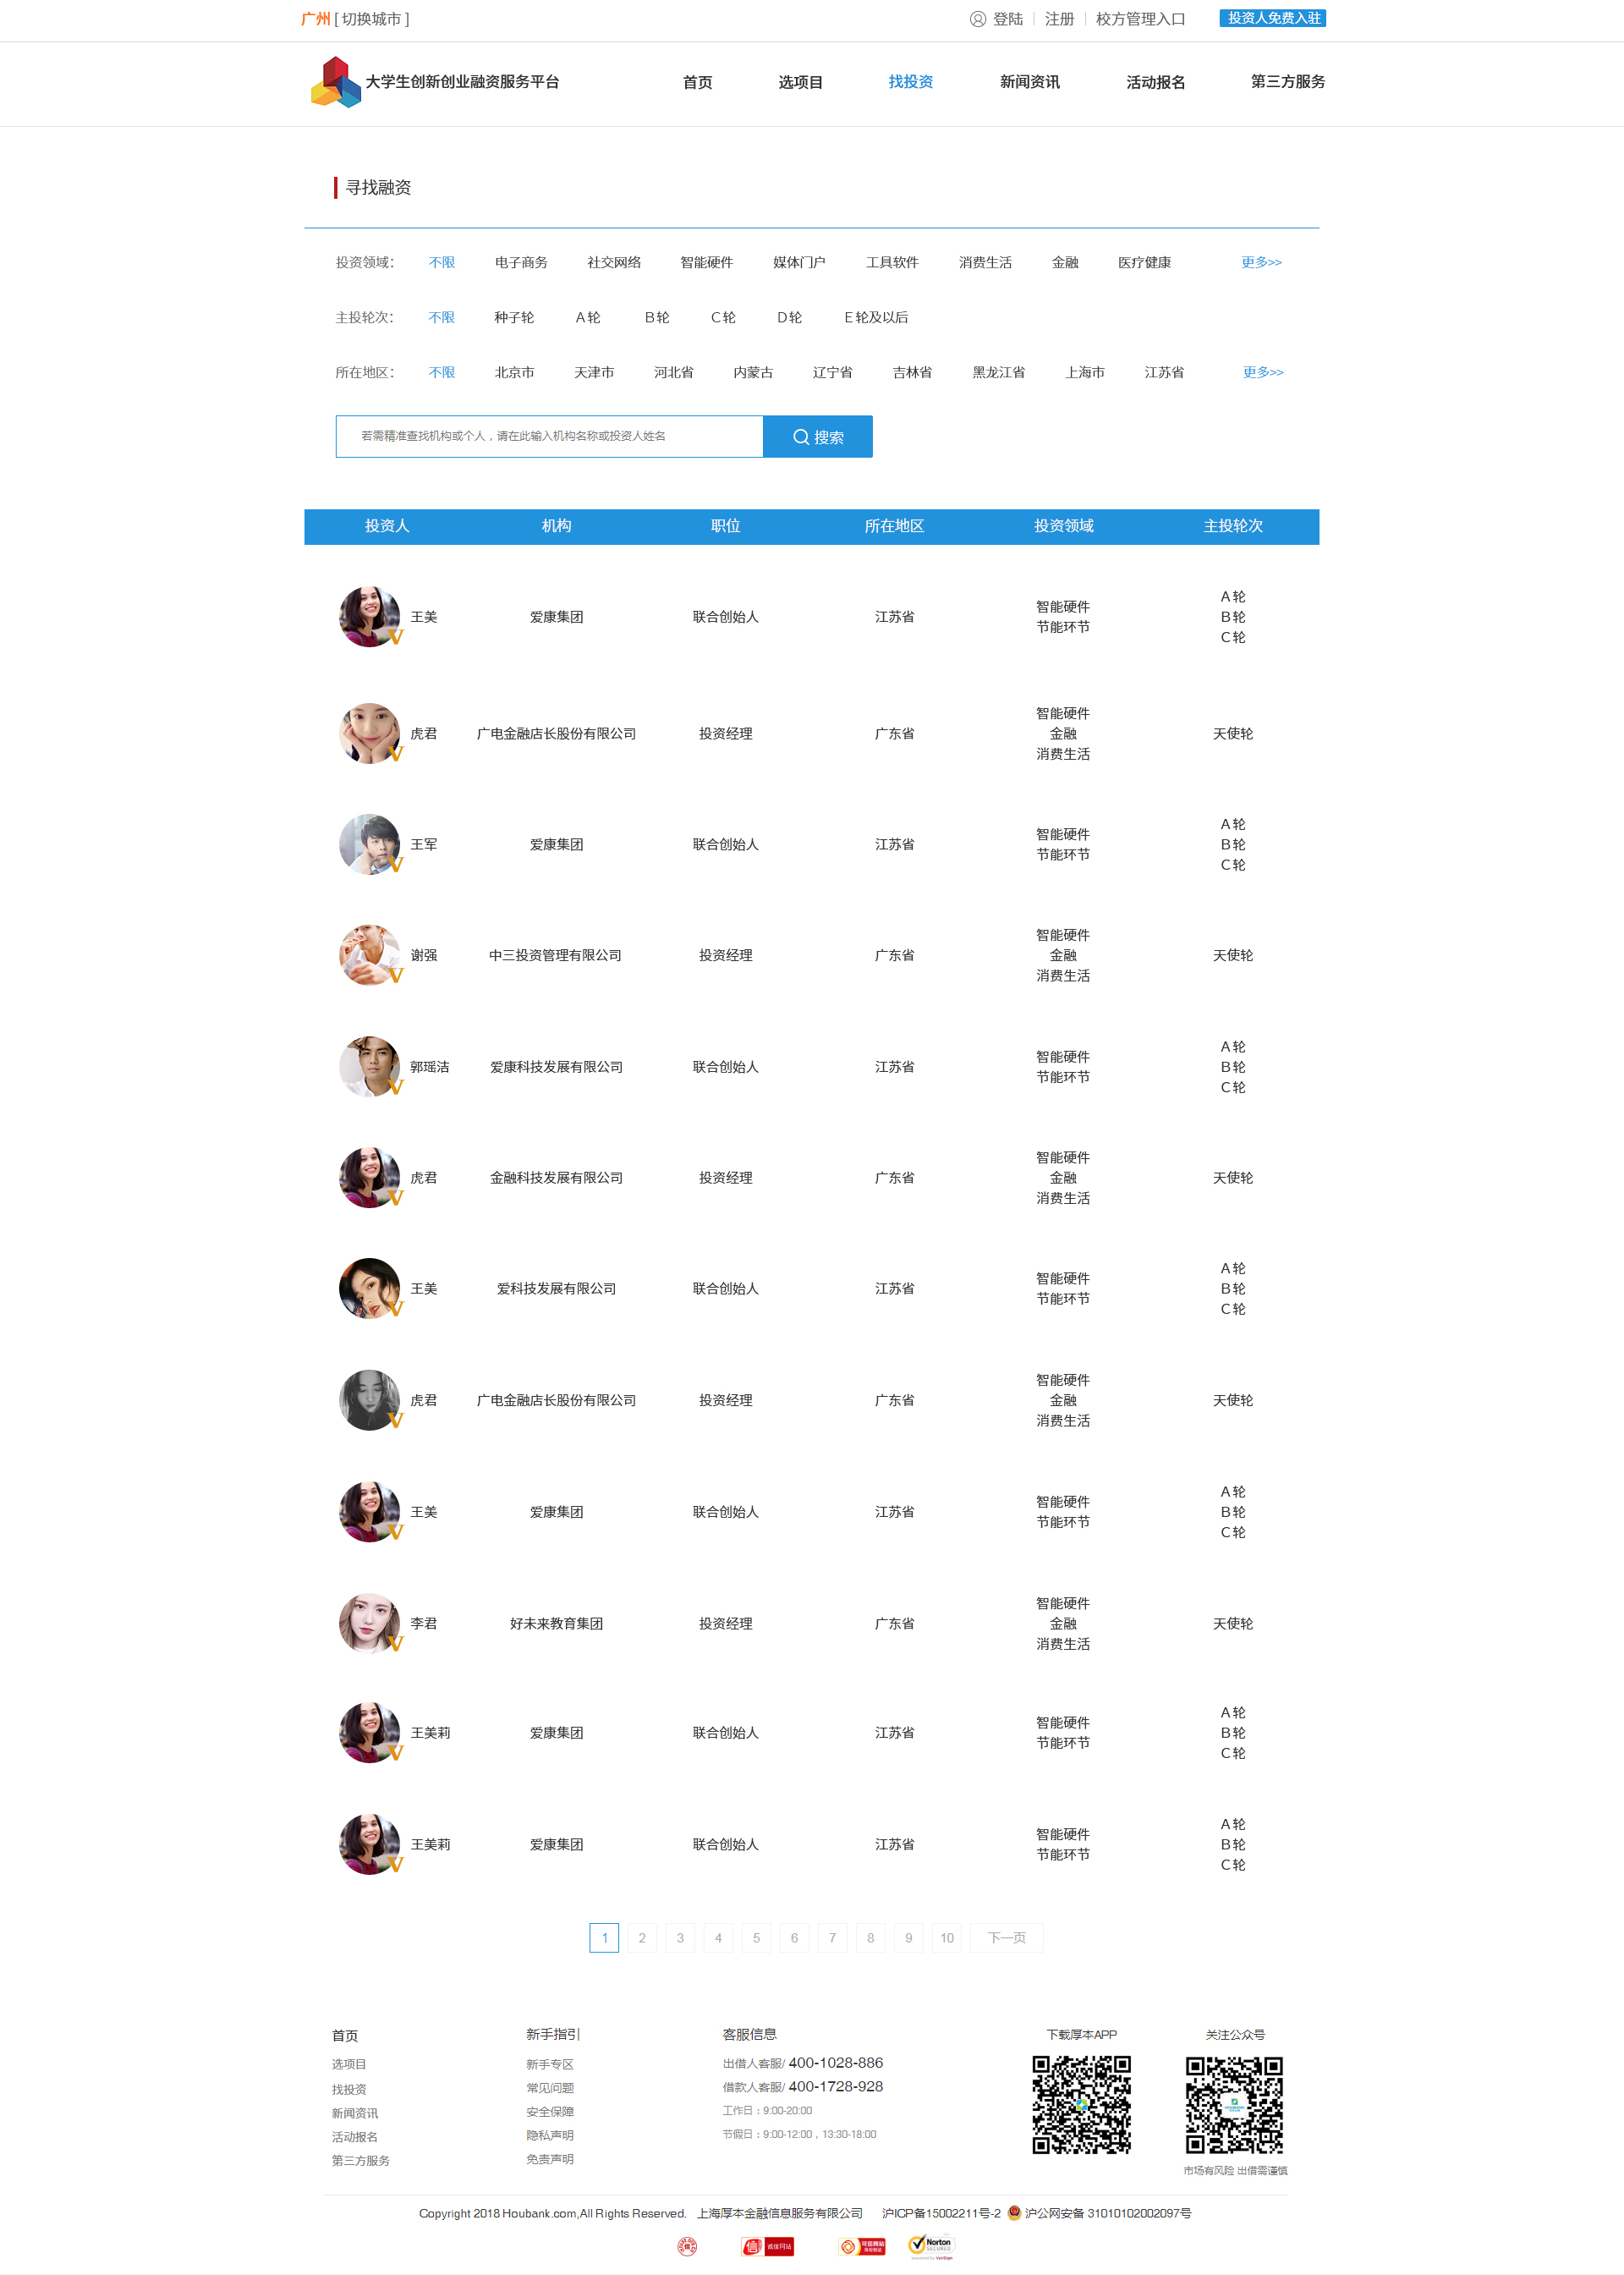 广州 [ 切换城市 ]
登陆 | 注册 | 校方管理入口 投资人免费入驻
大学生创新创业融资服务平台 首页 选项目 找投资 新闻资讯 活动报名 第三方服务
寻找融资
投资领域： 不限 电子商务 社交网络 智能硬件 媒体门户 工具软件 消费生活 金融 医疗健康 更多>>
主投轮次： 不限 种子轮 A轮 B轮 C轮 D轮 E轮及以后
所在地区： 不限 北京市 天津市 河北省 内蒙古 辽宁省 吉林省 黑龙江省 上海市 江苏省 更多>>
若需精准查找机构或个人，请在此输入机构名称或投资人姓名 搜索
投资人 机构 职位 所在地区 投资领域 主投轮次
王美 爱康集团 联合创始人 江苏省 智能硬件 节能环节 A轮 B轮 C轮
虎君 广电金融店长股份有限公司 投资经理 广东省 智能硬件 金融 消费生活 天使轮
王军 爱康集团 联合创始人 江苏省 智能硬件 节能环节 A轮 B轮 C轮
谢强 中三投资管理有限公司 投资经理 广东省 智能硬件 金融 消费生活 天使轮
郭瑶洁 爱康科技发展有限公司 联合创始人 江苏省 智能硬件 节能环节 A轮 B轮 C轮
虎君 金融科技发展有限公司 投资经理 广东省 智能硬件 金融 消费生活 天使轮
王美 爱科技发展有限公司 联合创始人 江苏省 智能硬件 节能环节 A轮 B轮 C轮
虎君 广电金融店长股份有限公司 投资经理 广东省 智能硬件 金融 消费生活 天使轮
王美 爱康集团 联合创始人 江苏省 智能硬件 节能环节 A轮 B轮 C轮
李君 好未来教育集团 投资经理 广东省 智能硬件 金融 消费生活 天使轮
王美莉 爱康集团 联合创始人 江苏省 智能硬件 节能环节 A轮 B轮 C轮
王美莉 爱康集团 联合创始人 江苏省 智能硬件 节能环节 A轮 B轮 C轮
1 2 3 4 5 6 7 8 9 10 下一页
首页
选项目
找投资
新闻资讯
活动报名
第三方服务
新手指引
新手专区
常见问题
安全保障
隐私声明
免责声明
客服信息
出借人客服/ 400-1028-886
借款人客服/ 400-1728-928
工作日：9:00-20:00
节假日：9:00-12:00，13:30-18:00
下载厚本APP
关注公众号
市场有风险 出借需谨慎
Copyright 2018 Houbank.com,All Rights Reserved. 上海厚本金融信息服务有限公司 沪ICP备15002211号-2 沪公网安备 31010102002097号
信 诚信网站
可信网站
Norton
SECURED
powered by VeriSign